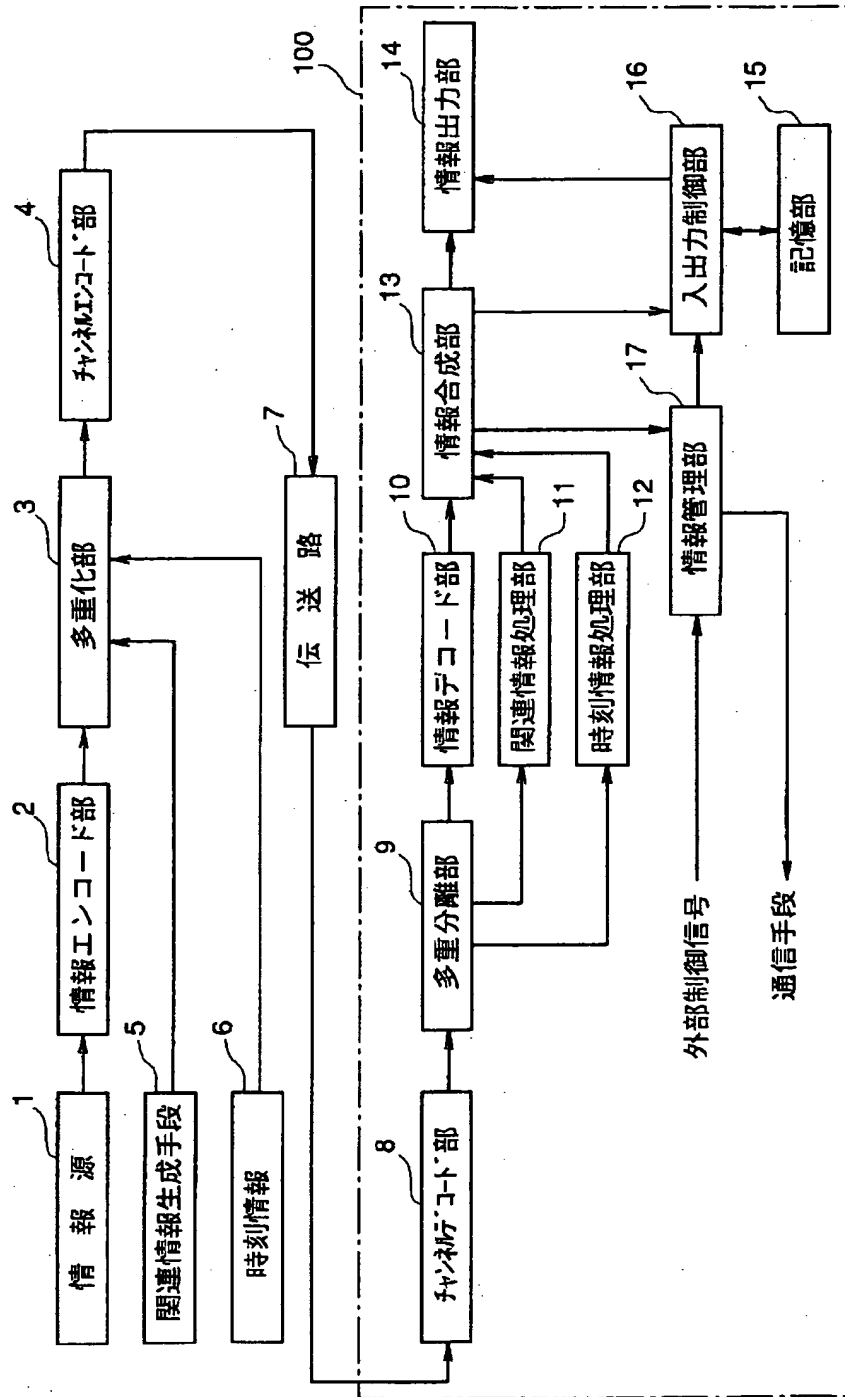 1
情報源
2
情報エンコード部
3
多重化部
4
チャンネルエンコード部
5
関連情報生成手段
6
時刻情報
7
伝送路
100
8
チャンネルデコード部
9
多重分離部
10
情報デコード部
11
関連情報処理部
12
時刻情報処理部
13
情報合成部
14
情報出力部
15
記憶部
16
入出力制御部
17
情報管理部
外部制御信号
通信手段